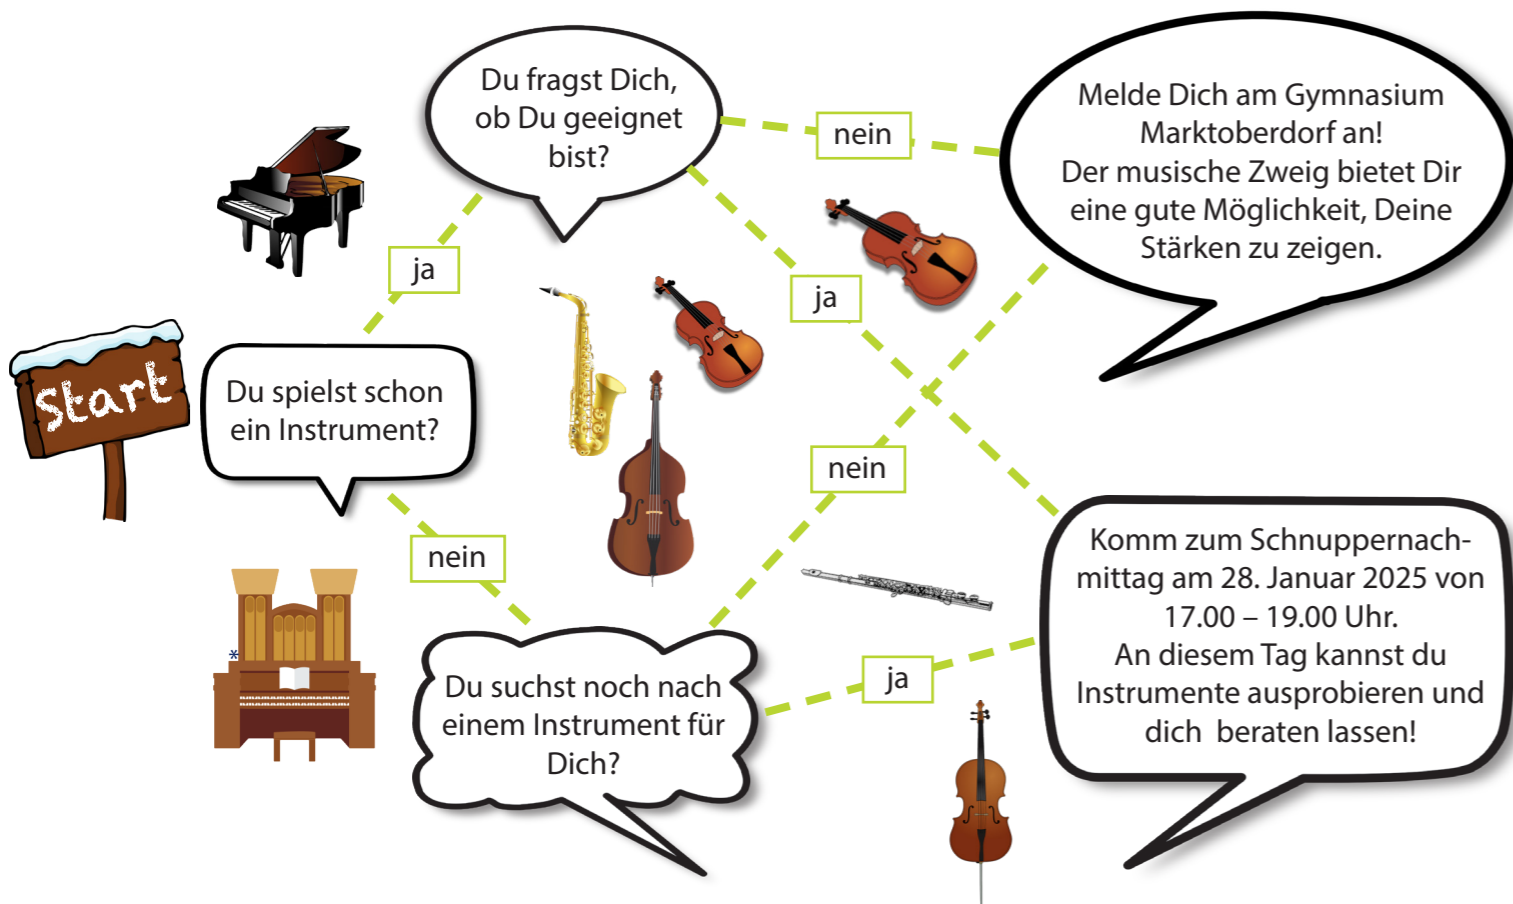 Start
Du spielst schon
ein Instrument?
ja
Du fragst Dich,
ob Du geeignet
bist?
nein
Melde Dich am Gymnasium
Marktoberdorf an!
Der musische Zweig bietet Dir
eine gute Möglichkeit, Deine
Stärken zu zeigen.
ja
nein
nein
Du suchst noch nach
einem Instrument für
Dich?
ja
Komm zum Schnuppernach-
mittag am 28. Januar 2025 von
17.00 – 19.00 Uhr.
An diesem Tag kannst du
Instrumente ausprobieren und
dich beraten lassen!
*